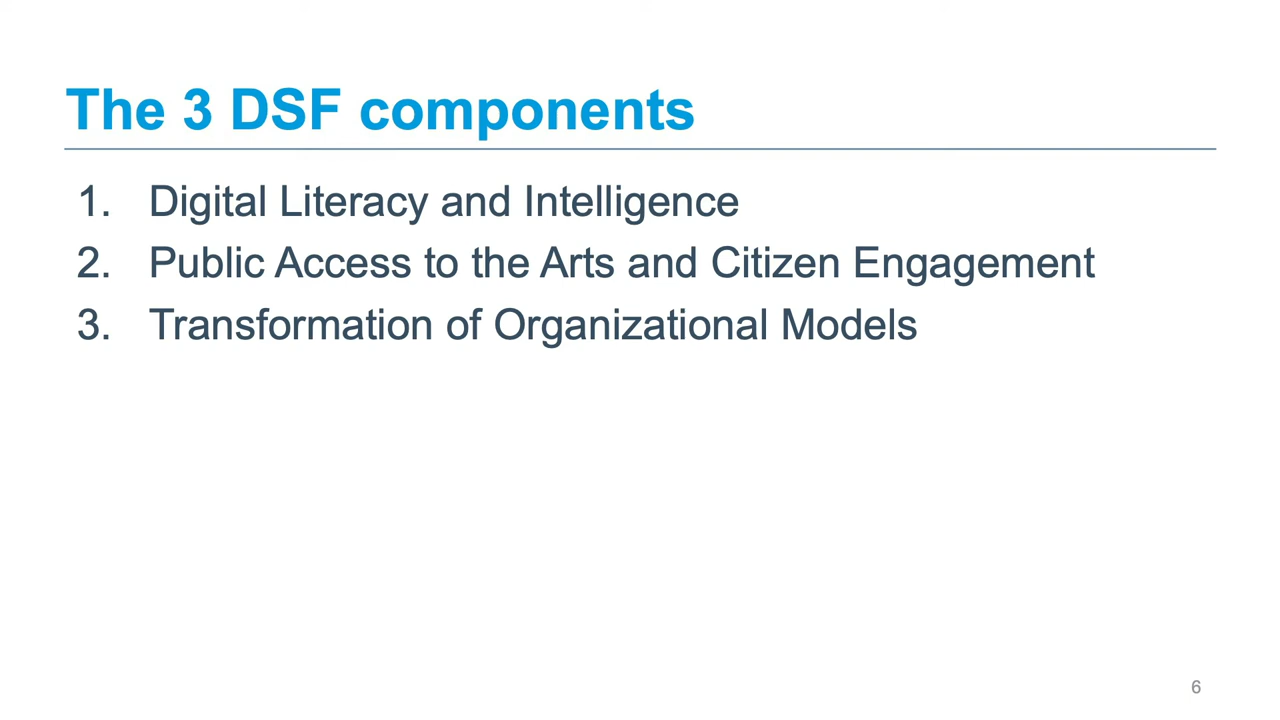 The 3 DSF components
1. Digital Literacy and Intelligence
2. Public Access to the Arts and Citizen Engagement
3. Transformation of Organizational Models
6